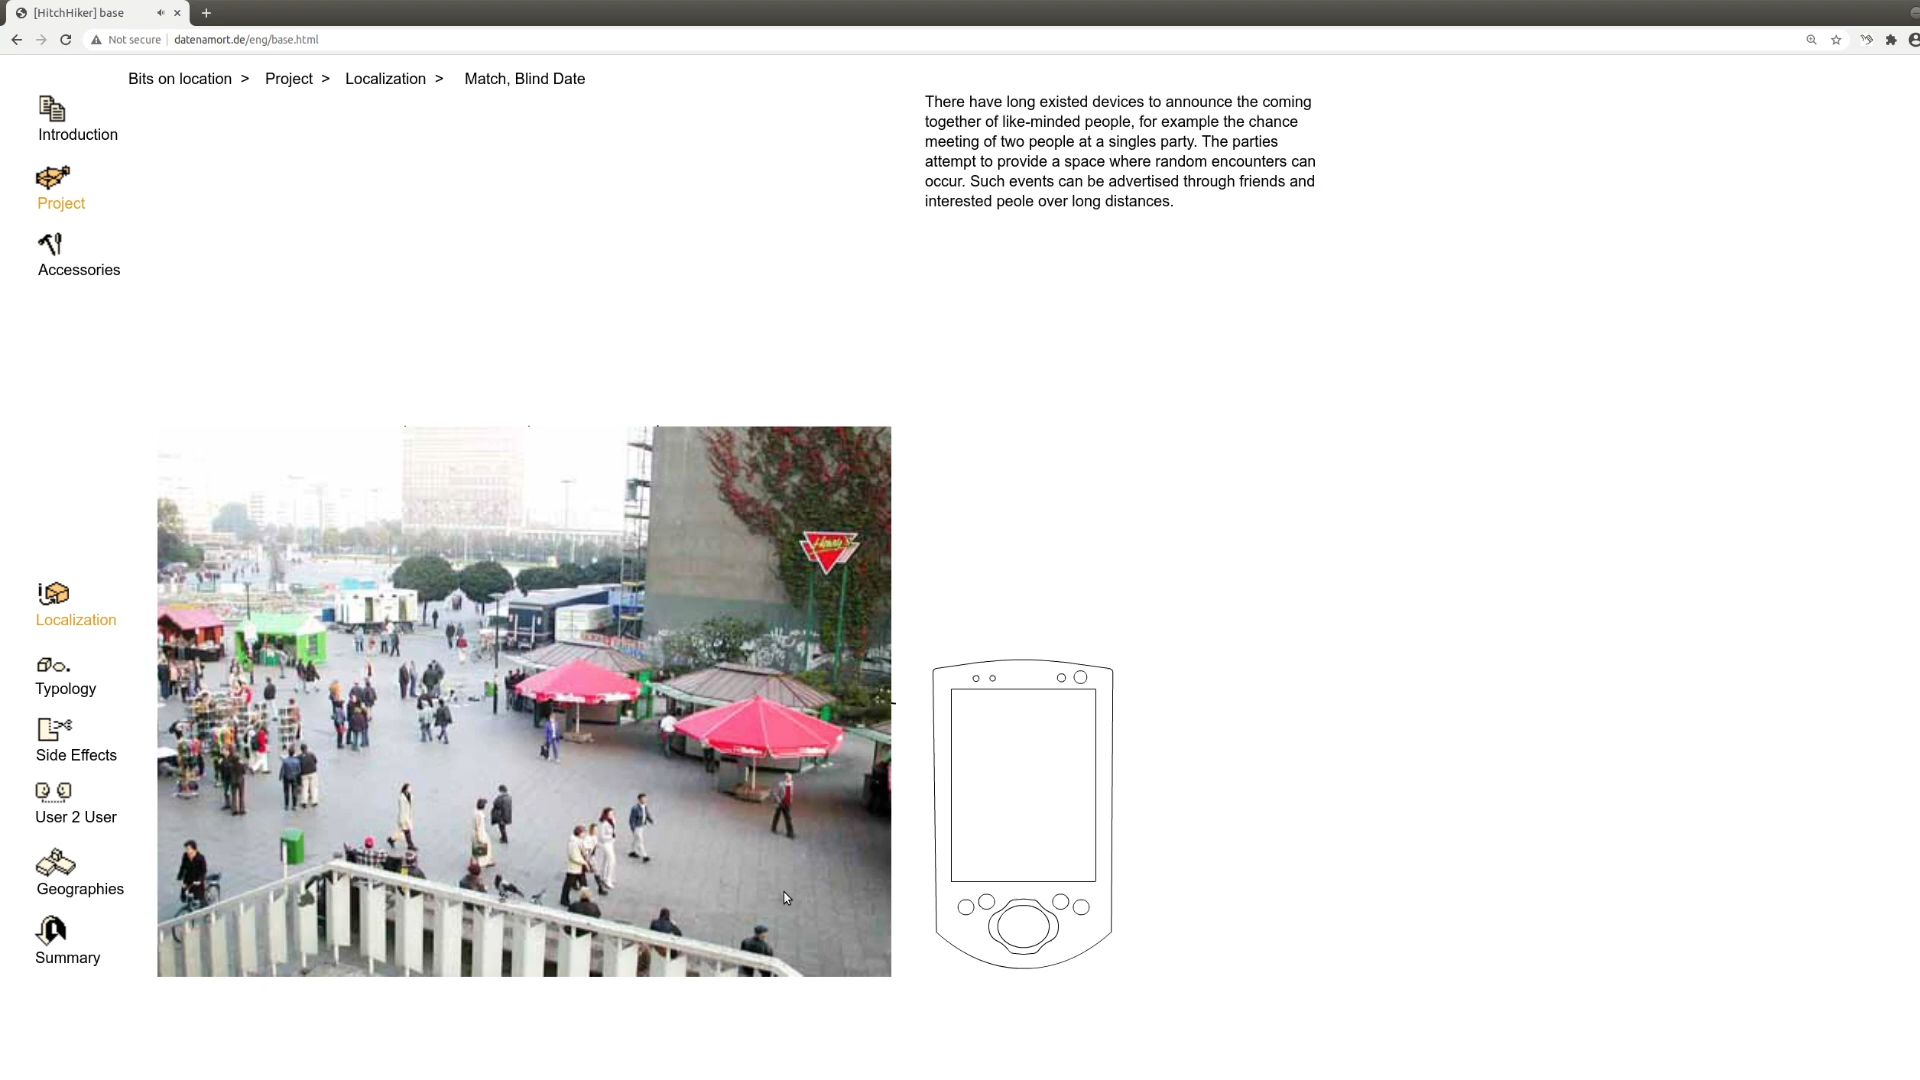 [HitchHiker] base
Not secure
datenamort.de/eng/base.html
Bits on location > Project > Localization > Match, Blind Date
Introduction
Project
Accessories
There have long existed devices to announce the coming
together of like-minded people, for example the chance
meeting of two people at a singles party. The parties
attempt to provide a space where random encounters can
occur. Such events can be advertised through friends and
interested peole over long distances.
Localization
Typology
Side Effects
User 2 User
Geographies
Summary